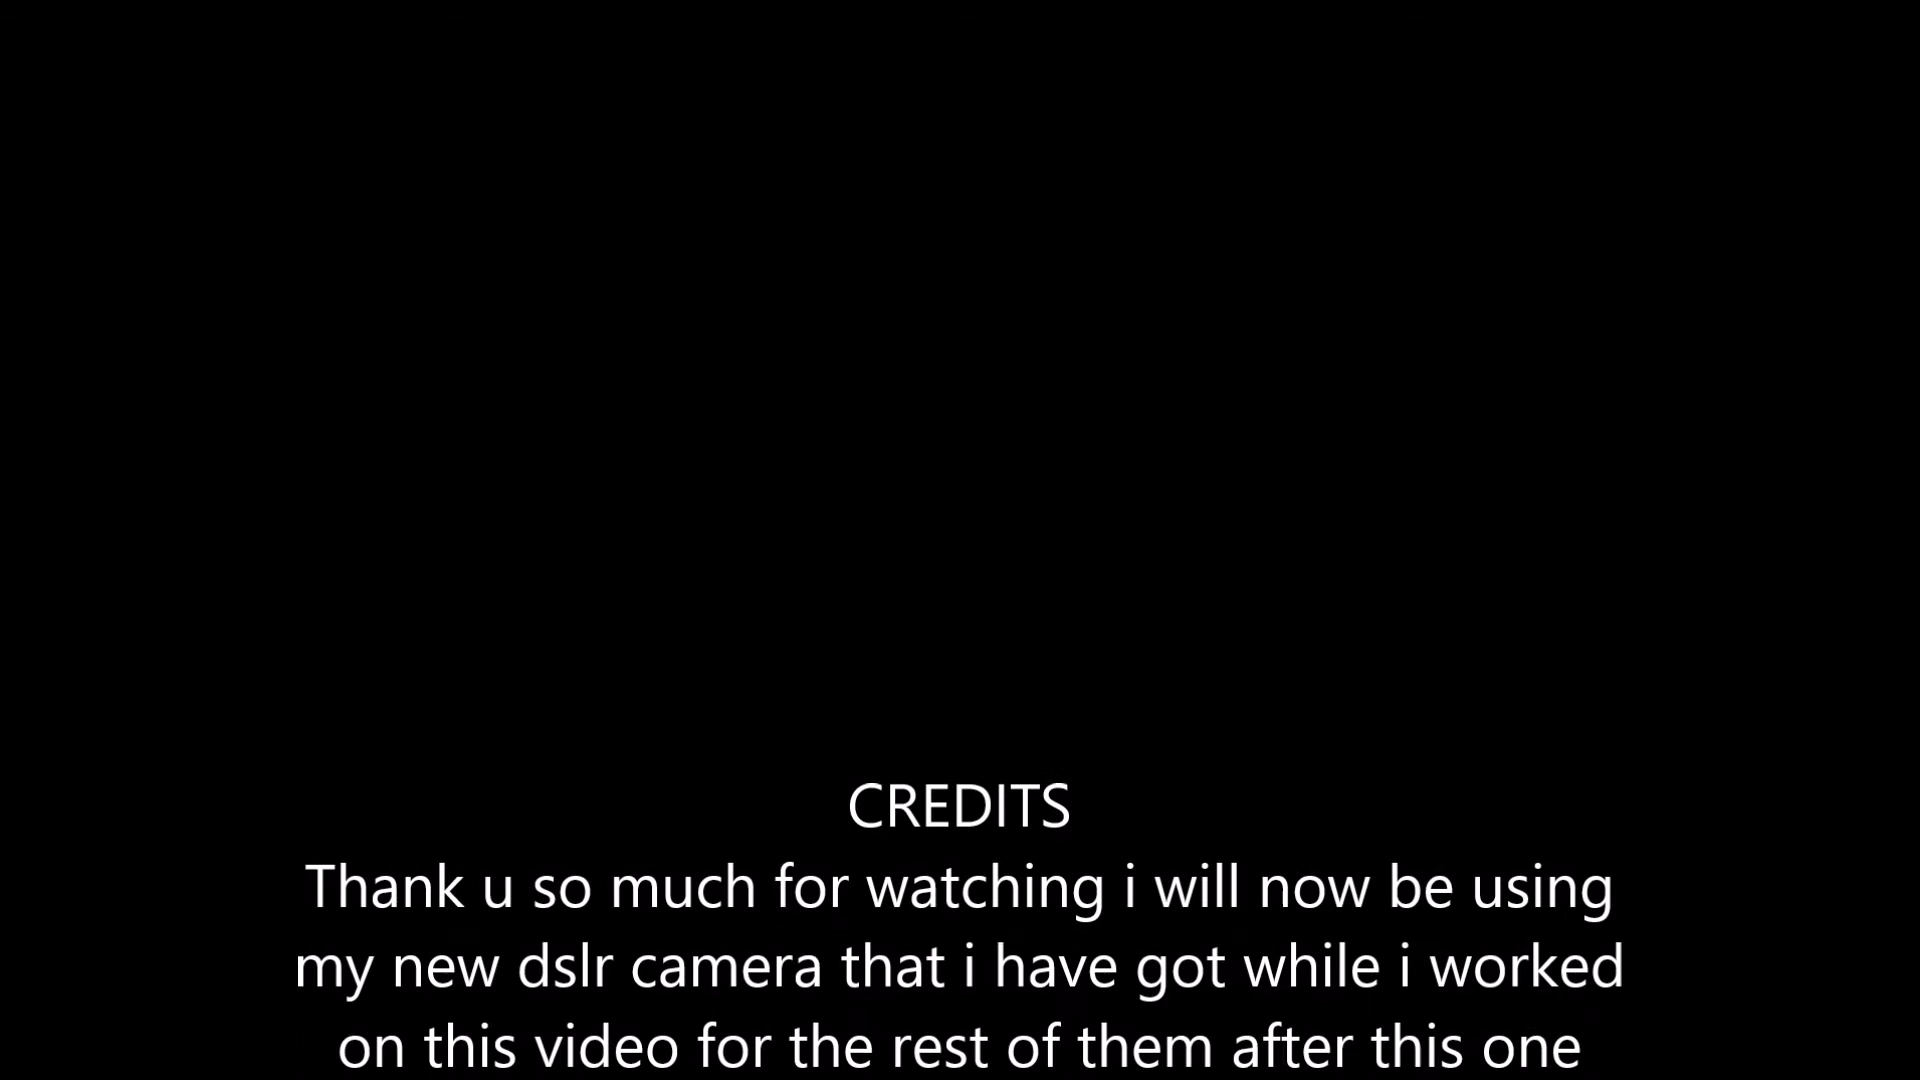 CREDITS
Thank u so much for watching i will now be using
my new dslr camera that i have got while i worked
on this video for the rest of them after this one